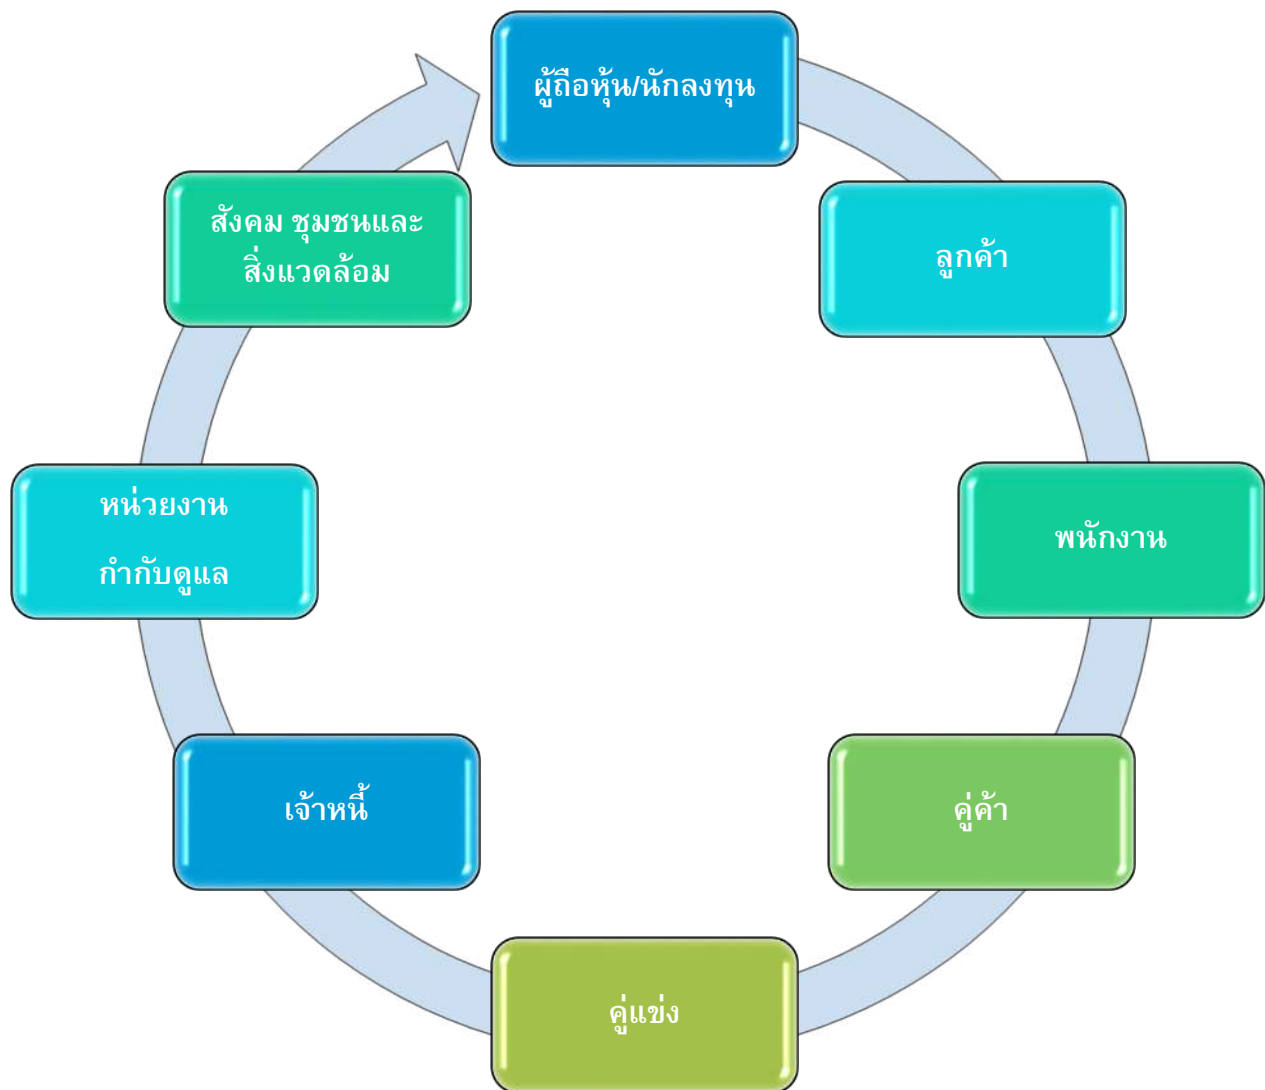 ผู้ถือหุ้น/นักลงทุน
ลูกค้า
พนักงาน
คู่ค้า
คู่แข่ง
เจ้าหนี้
หน่วยงาน
กำกับดูแล
สังคม ชุมชนและ
สิ่งแวดล้อม